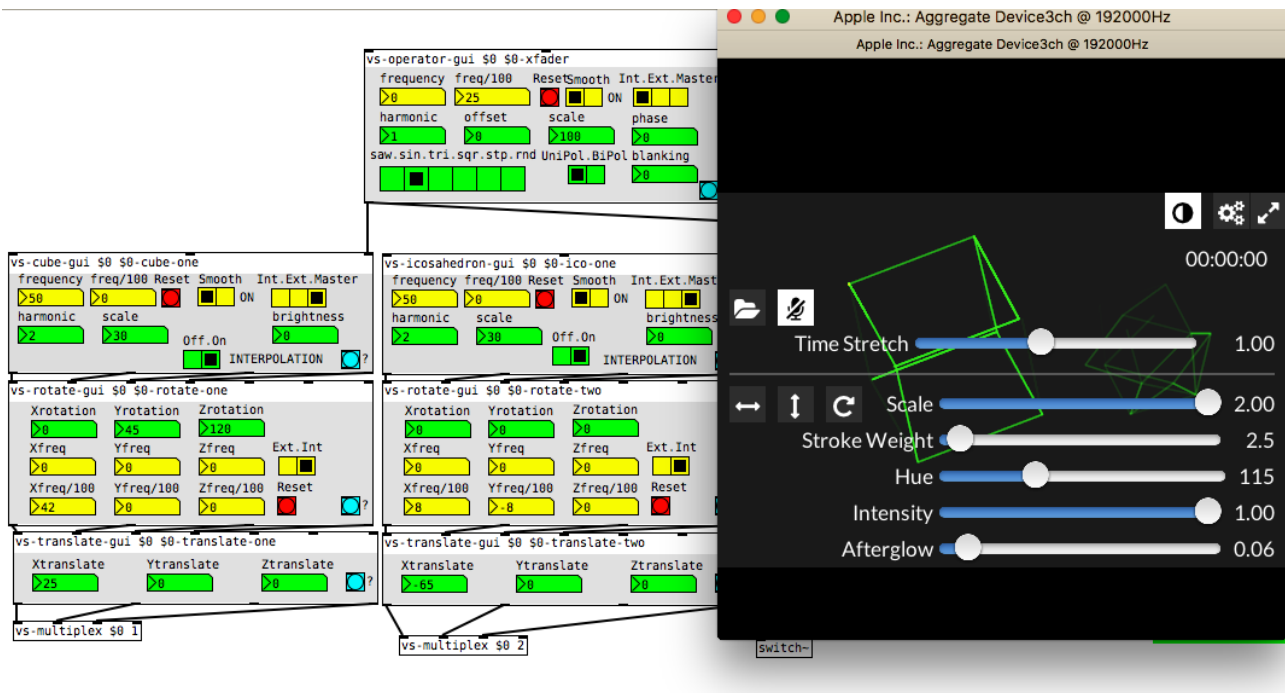 Apple Inc.: Aggregate Device3ch @ 192000Hz
Apple Inc.: Aggregate Device3ch @ 192000Hz
vs-operator-gui $0 $0-xfader
frequency freq/100 Reset Smooth Int.Ext.Master
0 25 ON
harmonic offset scale phase
1 0 100 0
saw.sin.tri.sqr.stp.rnd UniPol.BiPol blanking
0
vs-cube-gui $0 $0-cube-one
frequency freq/100 Reset Smooth Int.Ext.Master
50 0 ON
harmonic scale brightness
2 30 Off.On 0
INTERPOLATION ?
vs-rotate-gui $0 $0-rotate-one
Xrotation Yrotation Zrotation
0 45 120
Xfreq Yfreq Zfreq Ext.Int
0 0 0
Xfreq/100 Yfreq/100 Zfreq/100 Reset
42 0 0 ?
vs-translate-gui $0 $0-translate-one
Xtranslate Ytranslate Ztranslate
25 0 0 ?
vs-multiplex $0 1
vs-icosahedron-gui $0 $0-ico-one
frequency freq/100 Reset Smooth Int.Ext.Master
50 0 ON
harmonic scale brightness
2 30 Off.On 0
INTERPOLATION
vs-rotate-gui $0 $0-rotate-two
Xrotation Yrotation Zrotation
0 0 0
Xfreq Yfreq Zfreq Ext.Int
0 0 0
Xfreq/100 Yfreq/100 Zfreq/100 Reset
8 -8 0
vs-translate-gui $0 $0-translate-two
Xtranslate Ytranslate Ztranslate
-65 0 0
vs-multiplex $0 2
00:00:00
Time Stretch 1.00
Scale 2.00
Stroke Weight 2.5
Hue 115
Intensity 1.00
Afterglow 0.06
switch~